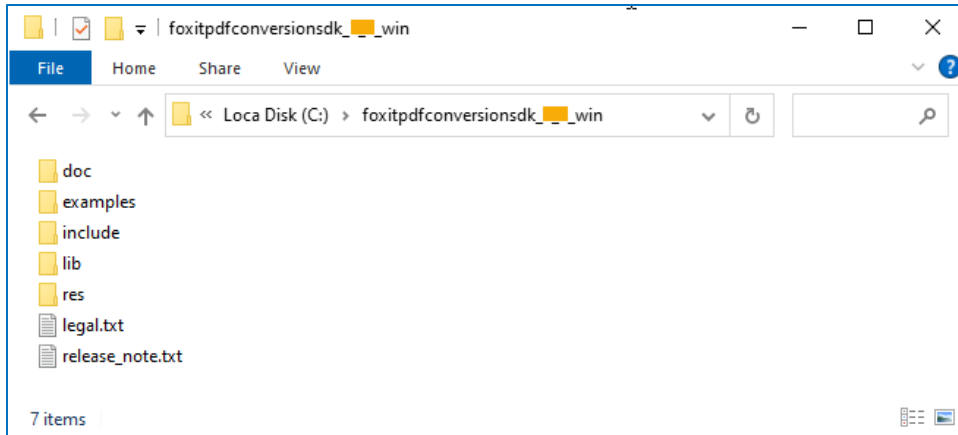 foxitpdfconversionsdk_ _ _win
File Home Share View
« Loca Disk (C:) › foxitpdfconversionsdk_ _ _win
doc
examples
include
lib
res
legal.txt
release_note.txt
7 items